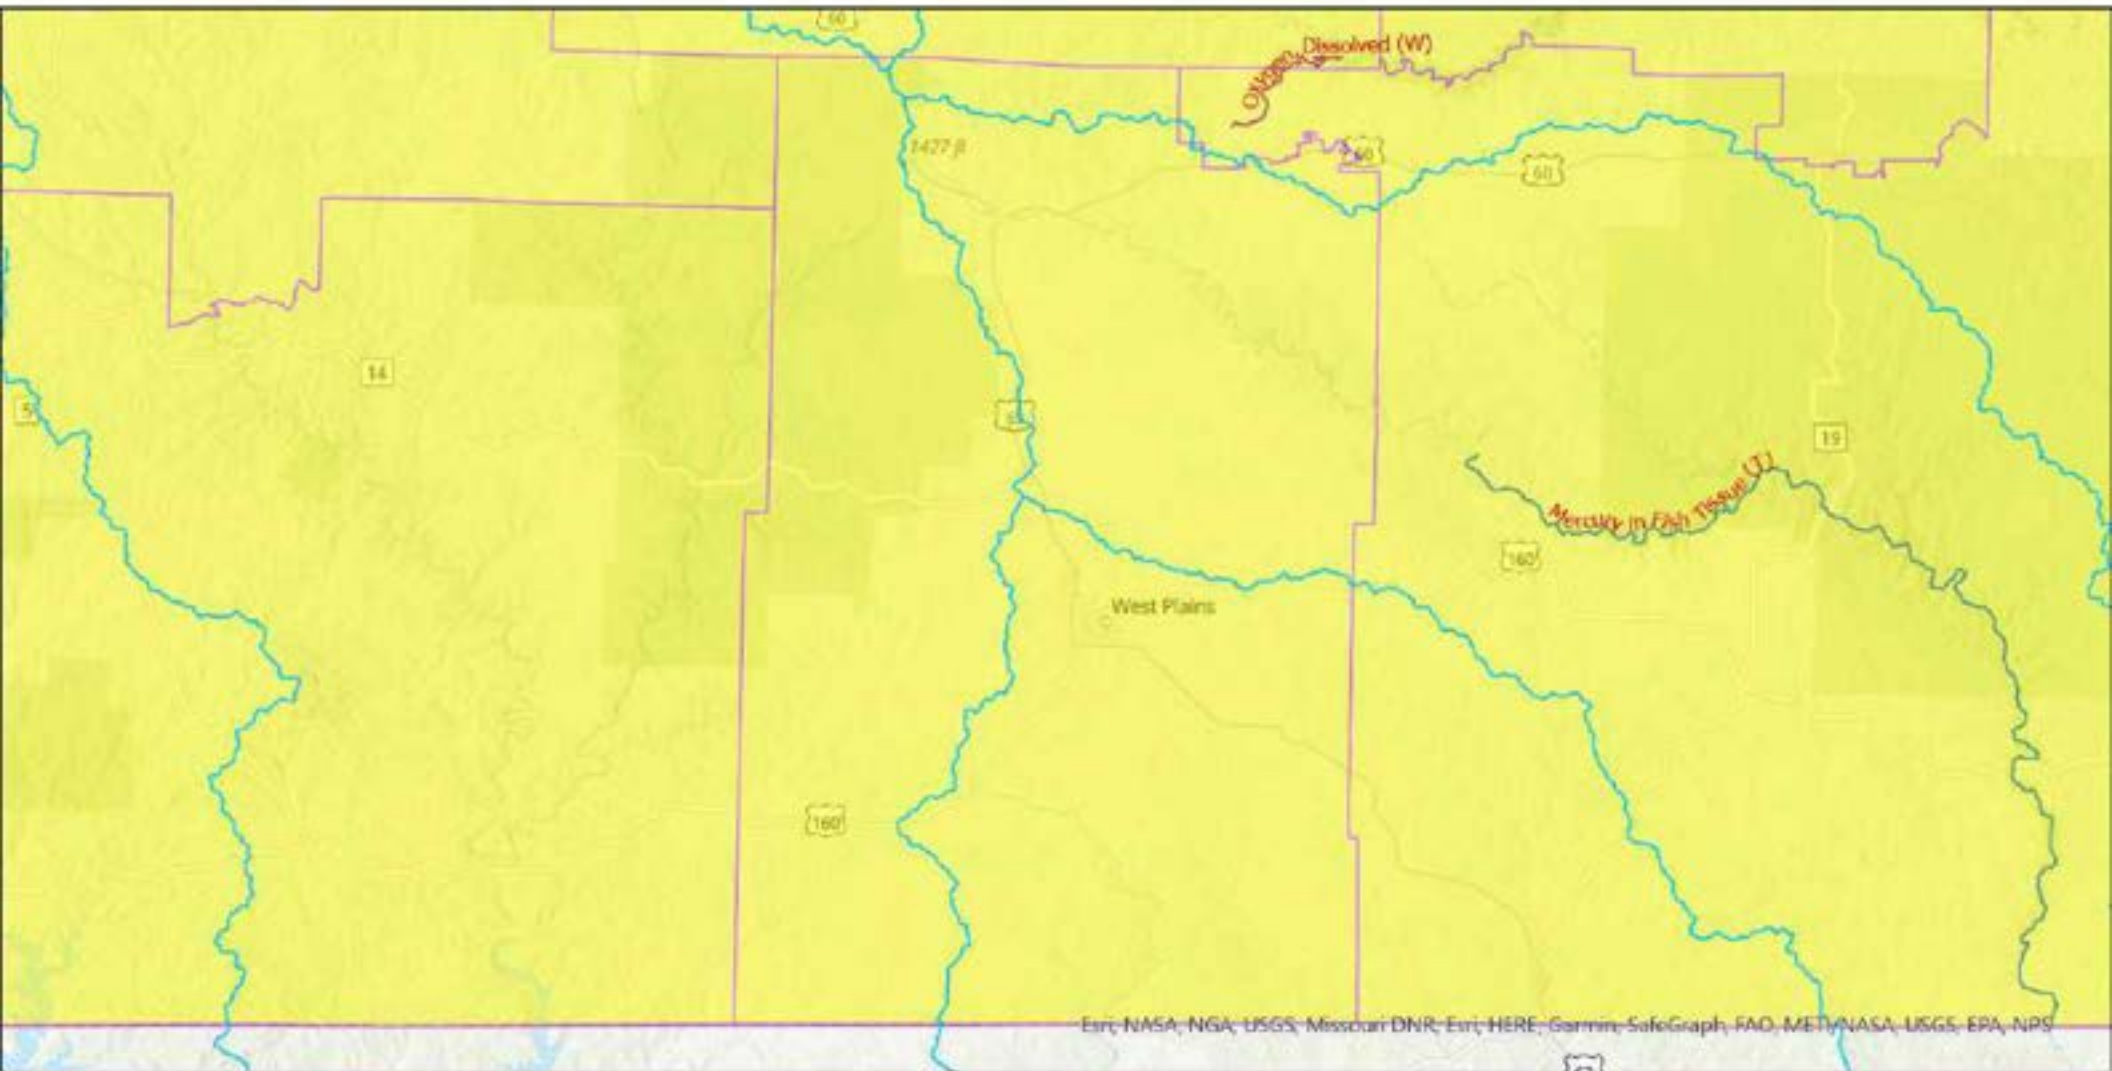 60
Oxygen, Dissolved (W)
1427 ft
60
60
14
5
19
Mercury in Fish Tissue (T)
160
West Plains
160
Esri, NASA, NGA, USGS, Missouri DNR, Esri, HERE, Garmin, SafeGraph, FAO, METI/NASA, USGS, EPA, NPS